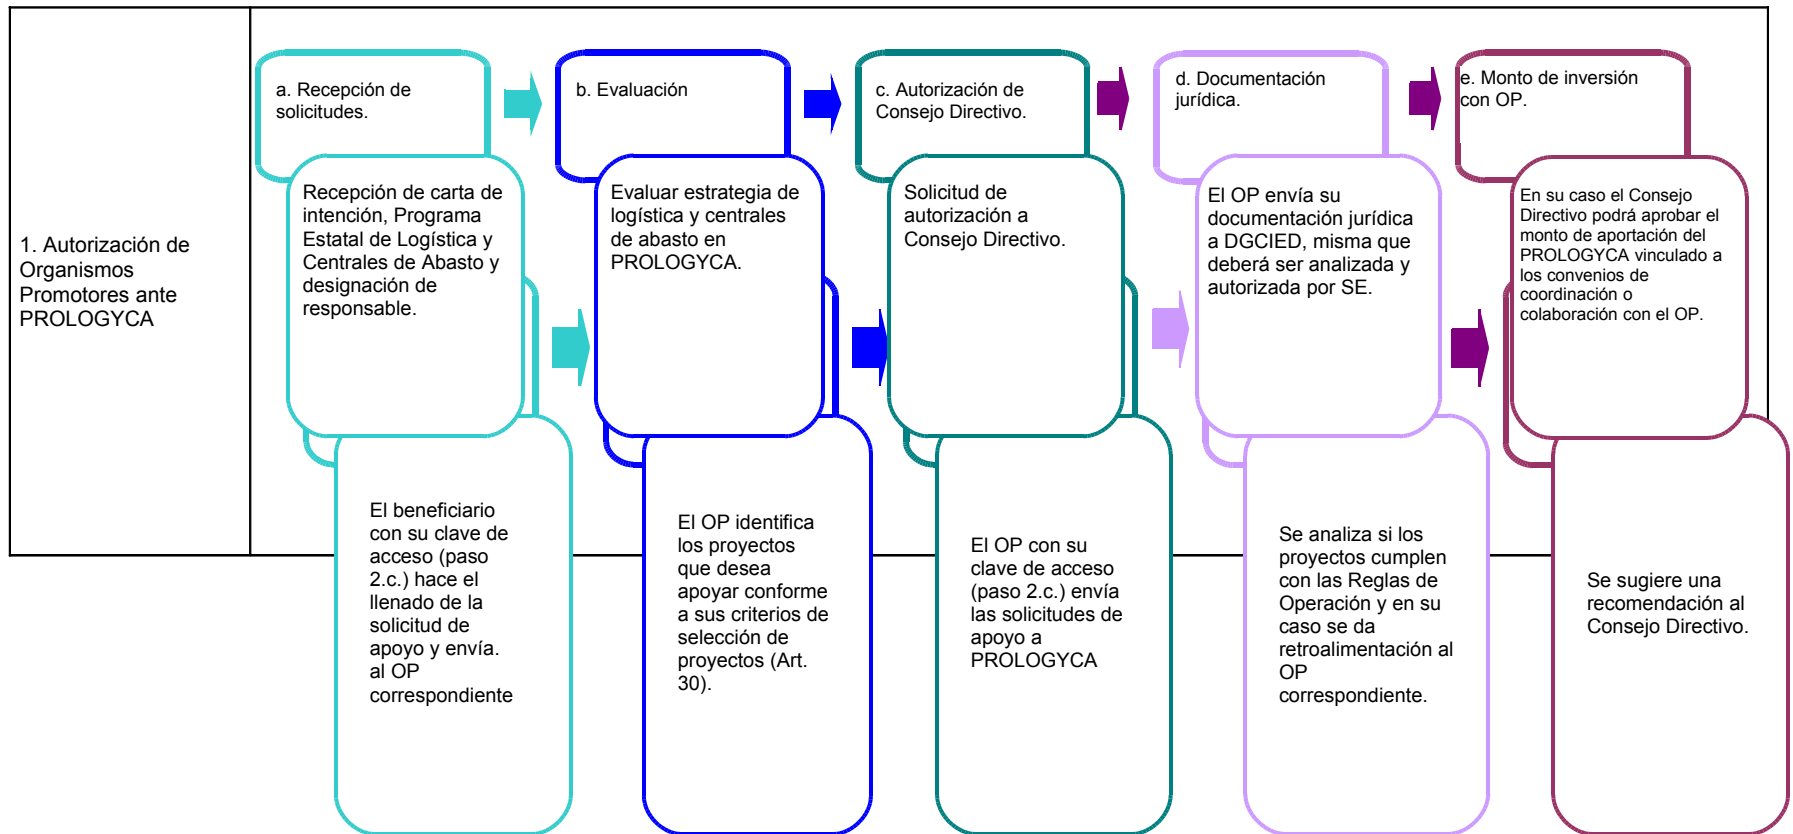 1. Autorización de
Organismos
Promotores ante
PROLOGYCA
a. Recepción de
solicitudes.
b. Evaluación
c. Autorización de
Consejo Directivo.
d. Documentación
jurídica.
e. Monto de inversión
con OP.
Recepción de carta de
intención, Programa
Estatal de Logística y
Centrales de Abasto y
designación de
responsable.
Evaluar estrategia de
logística y centrales
de abasto en
PROLOGYCA.
Solicitud de
autorización a
Consejo Directivo.
El OP envía su
documentación jurídica
a DGCIED, misma que
deberá ser analizada y
autorizada por SE.
En su caso el Consejo
Directivo podrá aprobar el
monto de aportación del
PROLOGYCA vinculado a
los convenios de
coordinación o
colaboración con el OP.
El beneficiario
con su clave de
acceso (paso
2.c.) hace el
llenado de la
solicitud de
apoyo y envía.
al OP
correspondiente
El OP identifica
los proyectos
que desea
apoyar conforme
a sus criterios de
selección de
proyectos (Art.
30).
El OP con su
clave de acceso
(paso 2.c.) envía
las solicitudes de
apoyo a
PROLOGYCA
Se analiza si los
proyectos cumplen
con las Reglas de
Operación y en su
caso se da
retroalimentación al
OP
correspondiente.
Se sugiere una
recomendación al
Consejo Directivo.